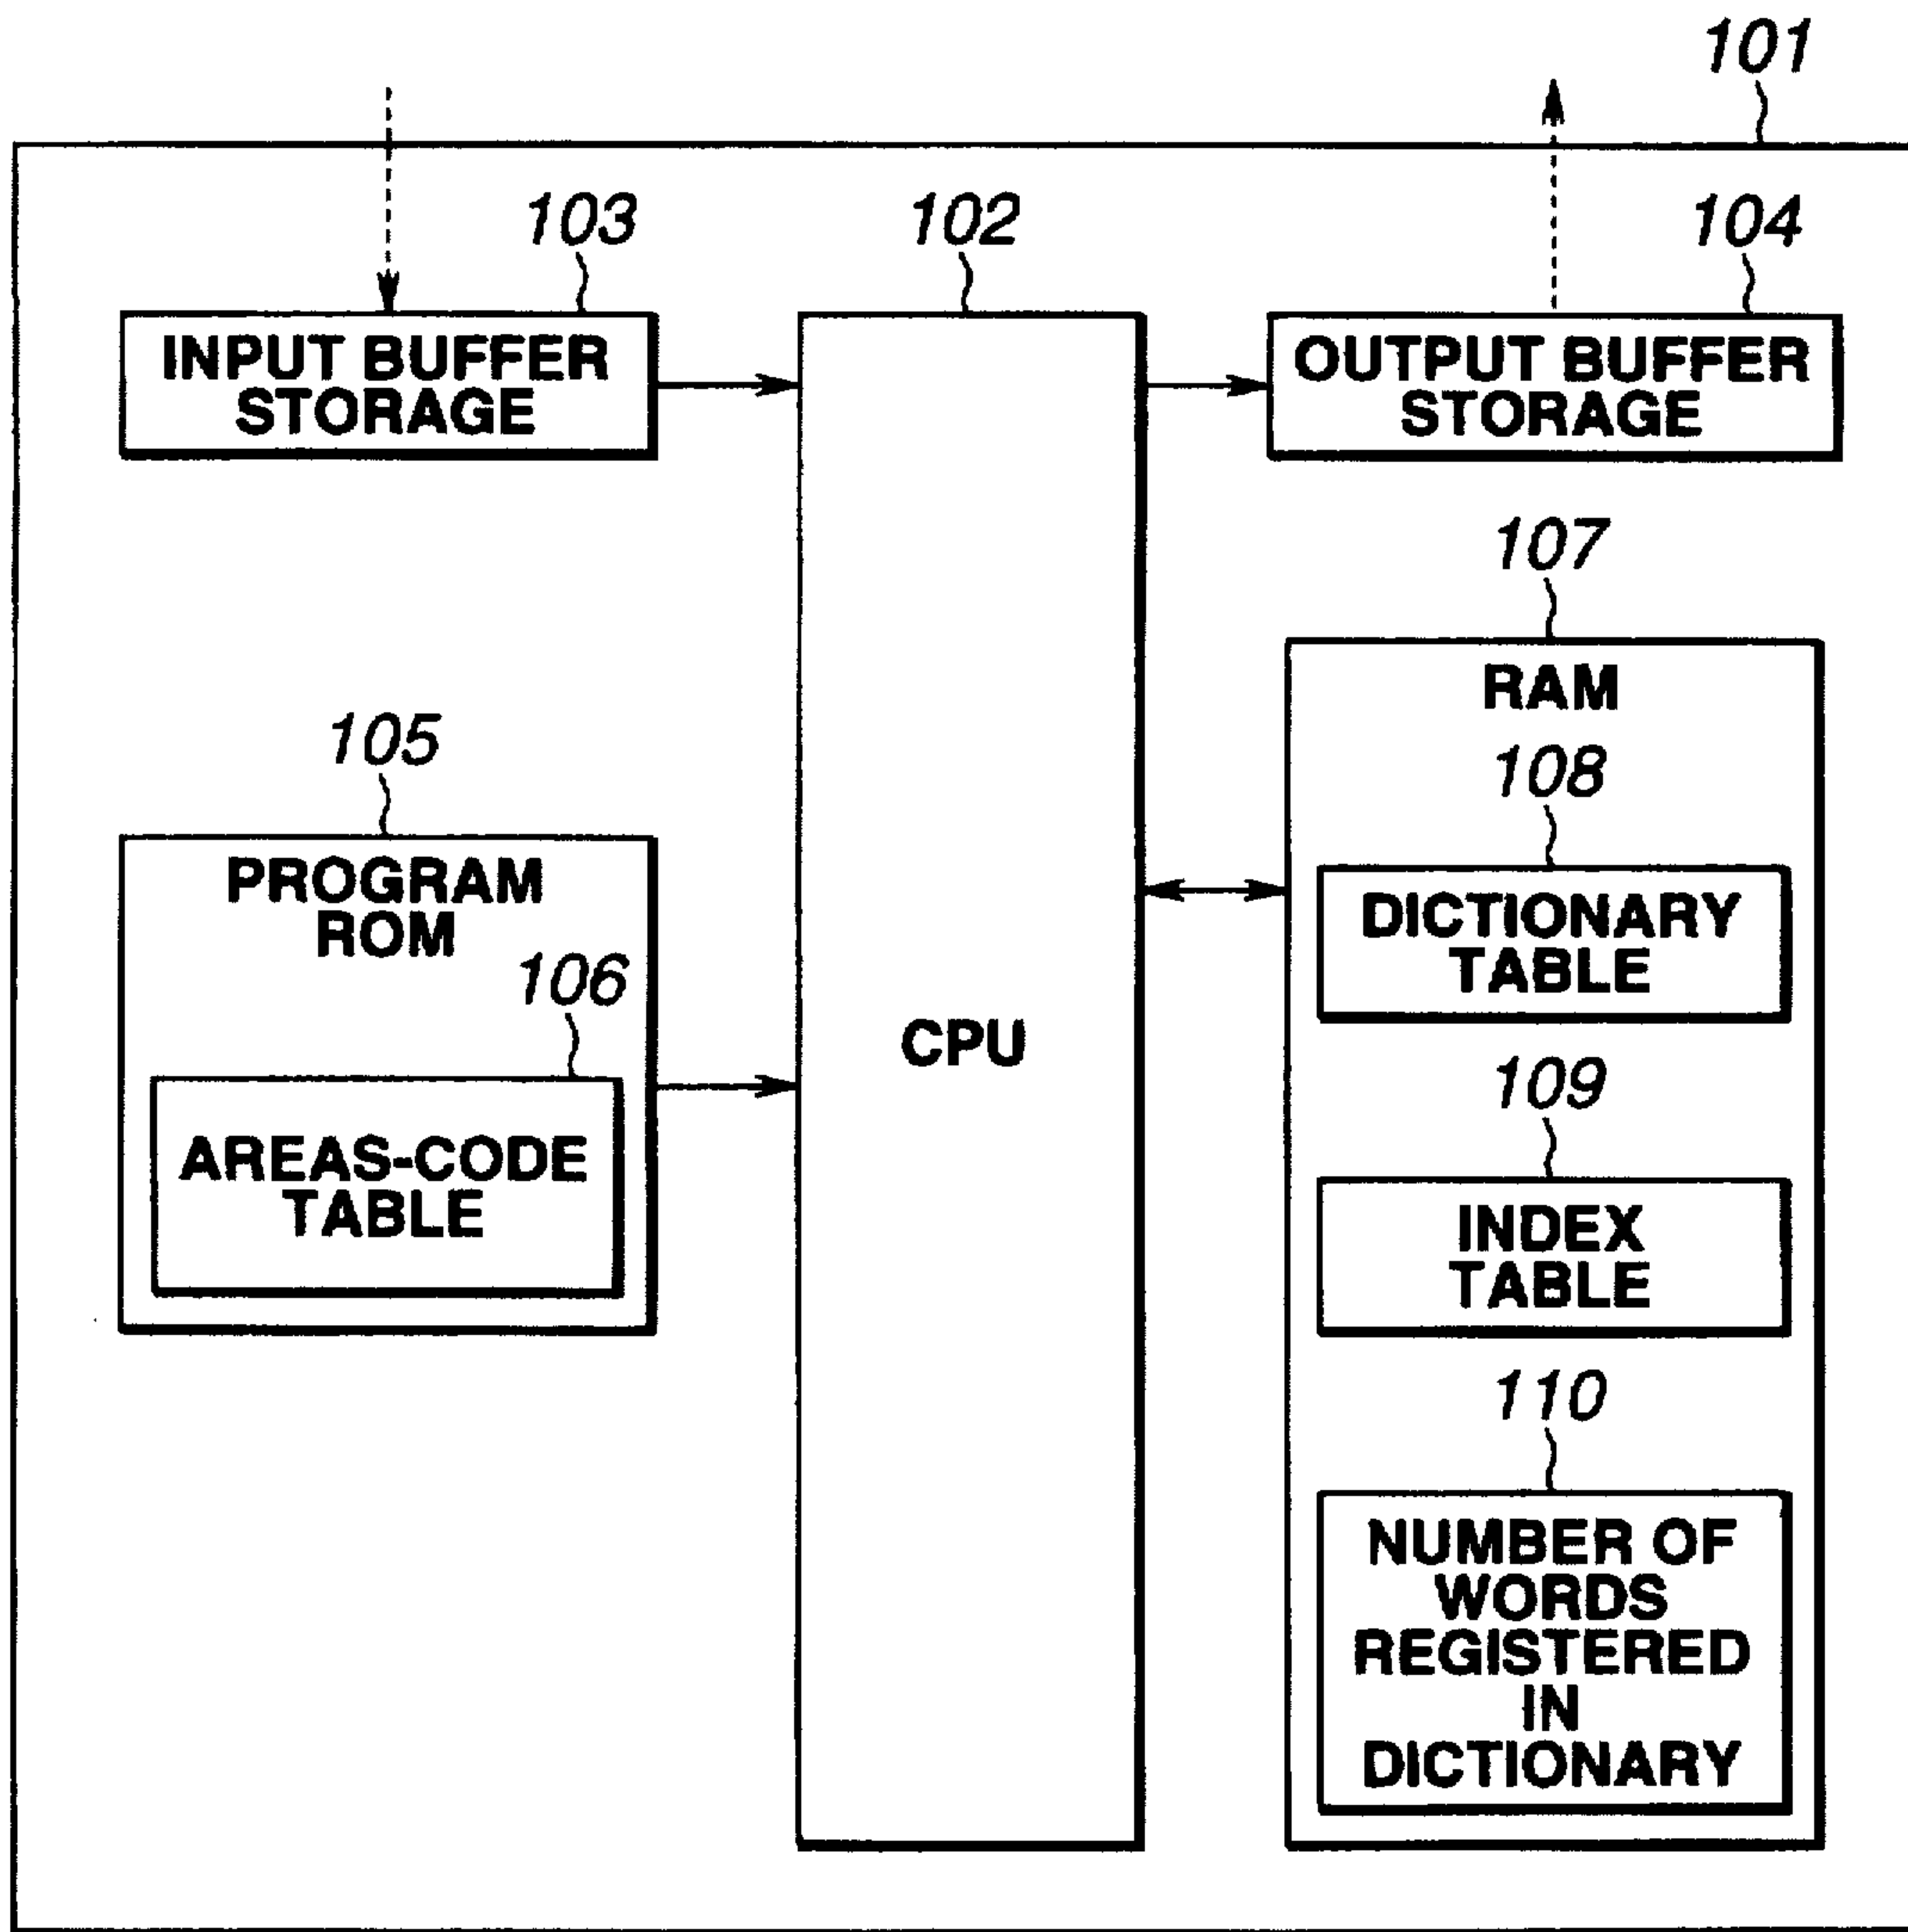 101
103
102
104
INPUT BUFFER
STORAGE
OUTPUT BUFFER
STORAGE
107
RAM
105
108
PROGRAM
ROM
DICTIONARY
TABLE
106
CPU
109
AREAS-CODE
TABLE
INDEX
TABLE
110
NUMBER OF
WORDS
REGISTERED
IN
DICTIONARY